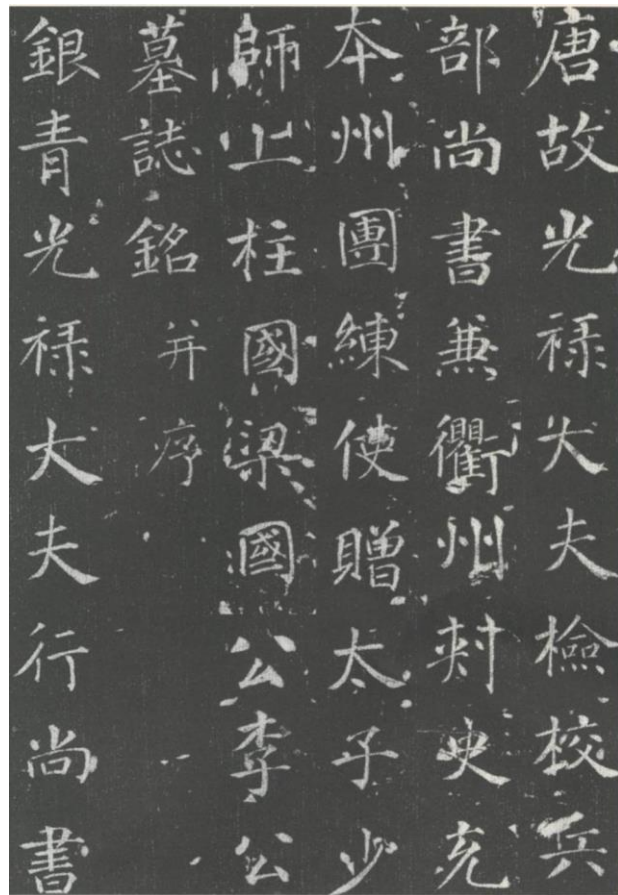 唐故光祿大夫檢校兵
部尚書兼衢州刾史充
本州團練使贈太子少
師上柱國梁國公李公
墓誌銘并序
銀青光祿大夫行尚書